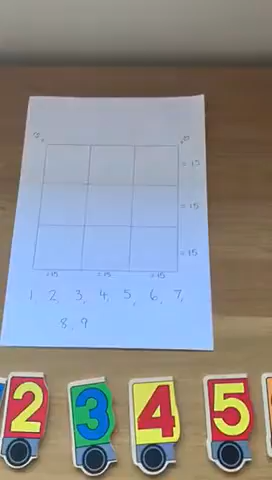 = 15
= 15
= 15
=15 =15 =15
1, 2, 3, 4, 5, 6, 7,
8, 9
2 3 4 5